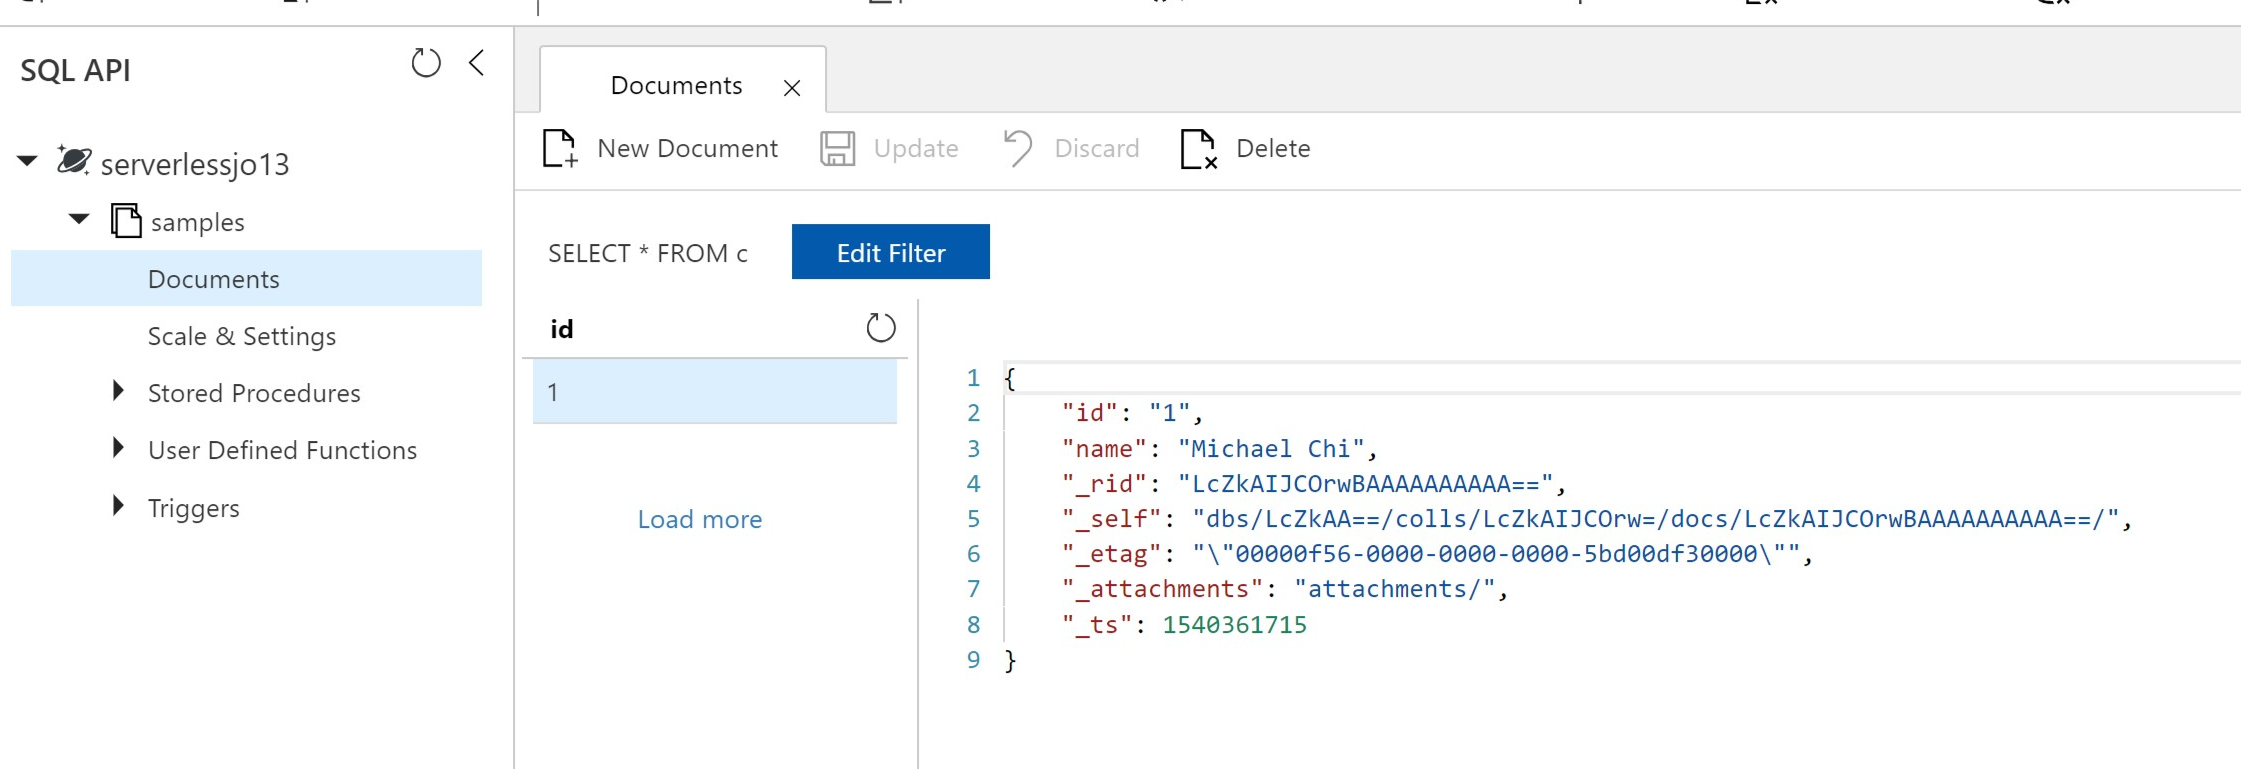 SQL API
serverlessjo13
samples
Documents
Scale & Settings
Stored Procedures
User Defined Functions
Triggers
Documents
New Document Update Discard Delete
SELECT * FROM c Edit Filter
id
1
Load more
1 {
2 "id": "1",
3 "name": "Michael Chi",
4 "_rid": "LcZkAIJCOrwBAAAAAAAAAA==",
5 "_self": "dbs/LcZkAA==/colls/LcZkAIJCOrw=/docs/LcZkAIJCOrwBAAAAAAAAAA==/",
6 "_etag": "\"00000f56-0000-0000-0000-5bd00df30000\"",
7 "_attachments": "attachments/",
8 "_ts": 1540361715
9 }